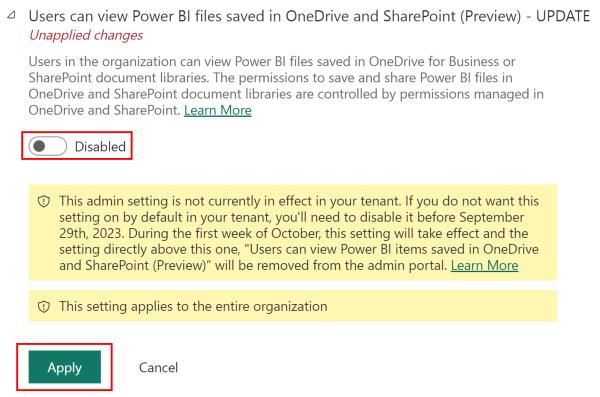 Users can view Power BI files saved in OneDrive and SharePoint (Preview) - UPDATE
Unapplied changes
Users in the organization can view Power BI files saved in OneDrive for Business or
SharePoint document libraries. The permissions to save and share Power BI files in
OneDrive and SharePoint document libraries are controlled by permissions managed in
OneDrive and SharePoint. Learn More
Disabled
This admin setting is not currently in effect in your tenant. If you do not want this
setting on by default in your tenant, you'll need to disable it before September
29th, 2023. During the first week of October, this setting will take effect and the
setting directly above this one, "Users can view Power BI items saved in OneDrive
and SharePoint (Preview)" will be removed from the admin portal. Learn More
This setting applies to the entire organization
Apply Cancel